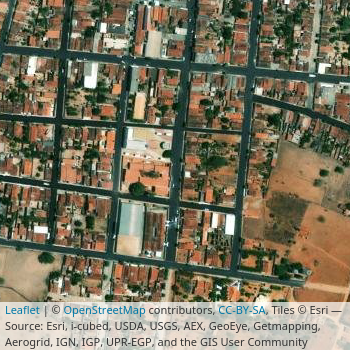 Leaflet | © OpenStreetMap contributors, CC-BY-SA, Tiles © Esri —
Source: Esri, i-cubed, USDA, USGS, AEX, GeoEye, Getmapping,
Aerogrid, IGN, IGP, UPR-EGP, and the GIS User Community